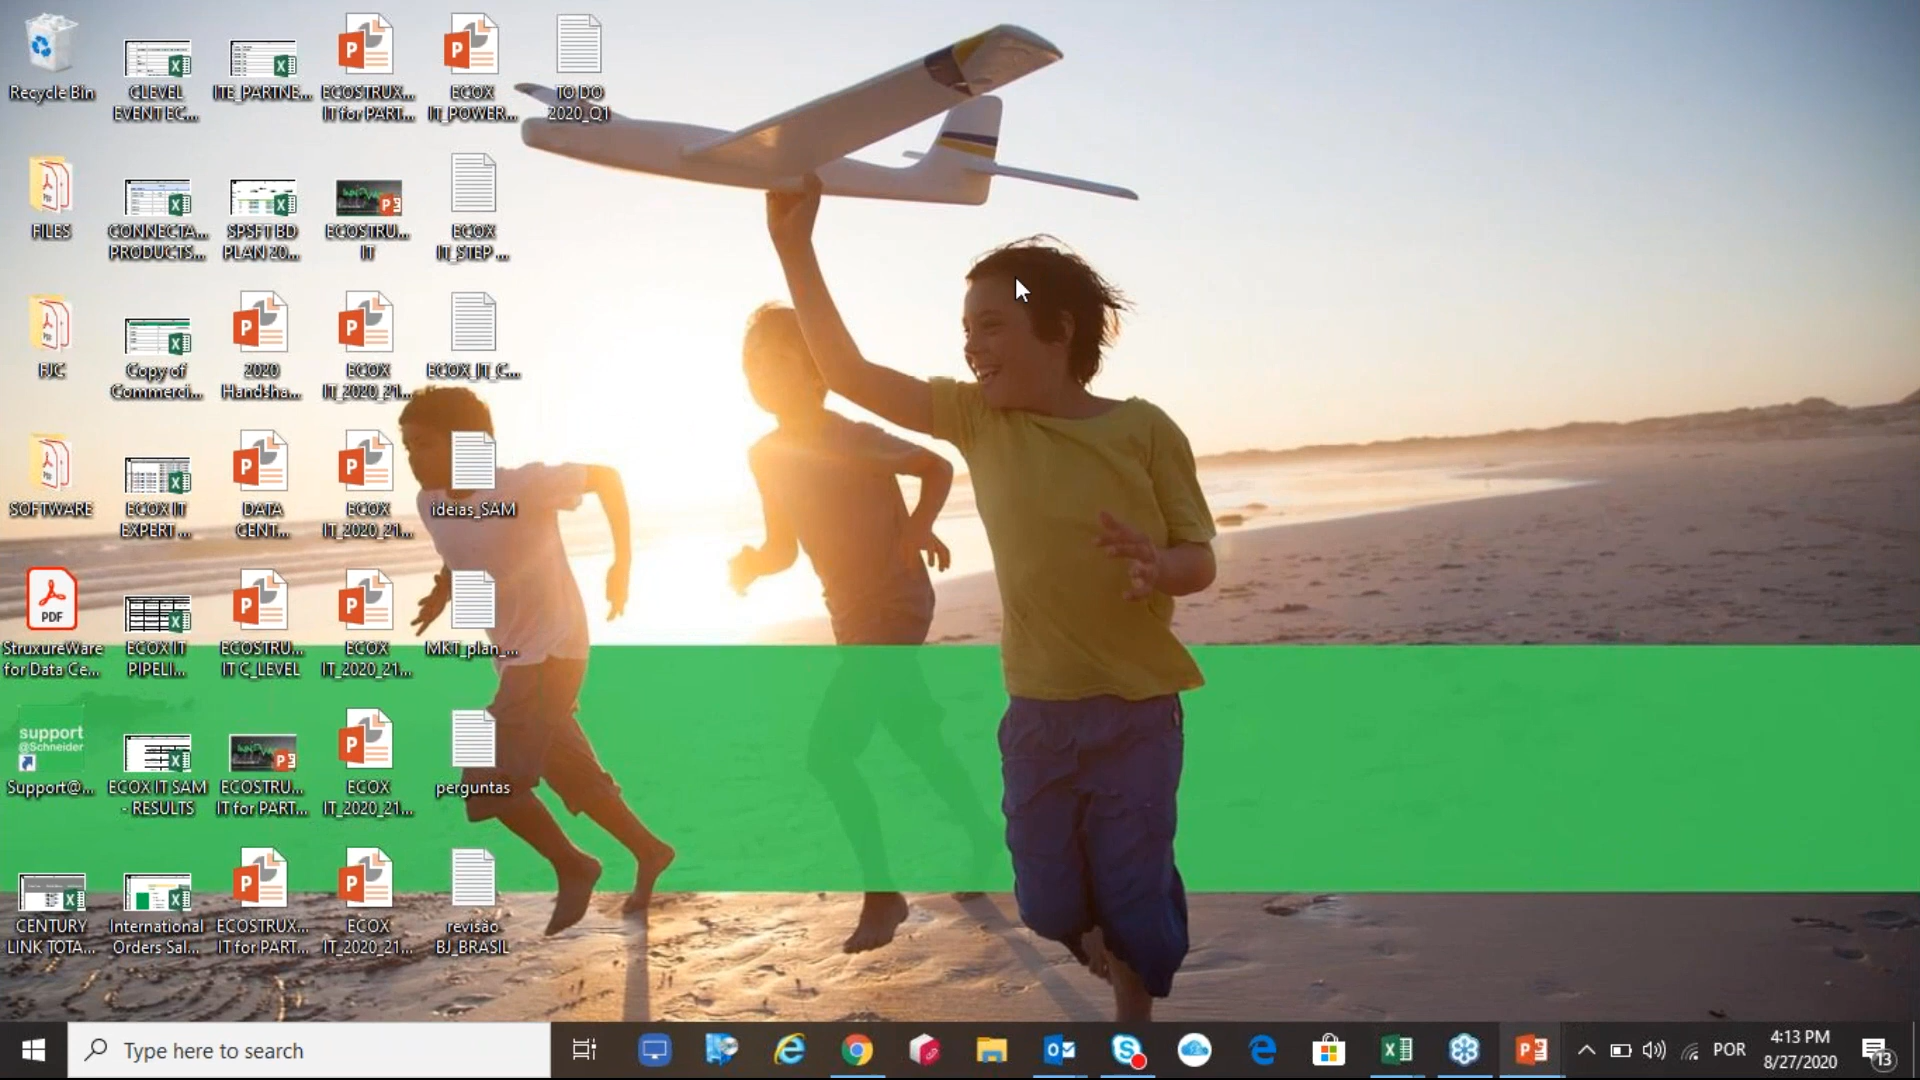 Recycle Bin
CLEVEL
EVENT EC...
ITE_PARTNE...
ECOSTRUX...
IT for PART...
ECOX
IT_POWER...
TO DO
2020_Q1
FILES
CONNECTA...
PRODUCTS...
SPSFT BD
PLAN 20...
ECOSTRU...
IT
ECOX
IT_STEP ...
FJC
Copy of
Commerci...
2020
Handsha...
ECOX
IT_2020_21...
ECOX_IT_C...
SOFTWARE
ECOX IT
EXPERT ...
DATA
CENT...
ECOX
IT_2020_21...
ideias_SAM
PDF
StruxureWare
for Data Ce...
ECOX IT
PIPELI...
ECOSTRU...
IT C_LEVEL
ECOX
IT_2020_21...
MKT_plan_...
support
@Schneider
Support@...
ECOX IT SAM
- RESULTS
ECOSTRU...
IT for PART...
ECOX
IT_2020_21...
perguntas
CENTURY
LINK TOTA...
International
Orders Sal...
ECOSTRUX...
IT for PART...
ECOX
IT_2020_21...
revisão
BJ_BRASIL
Type here to search
POR
4:13 PM
8/27/2020
13